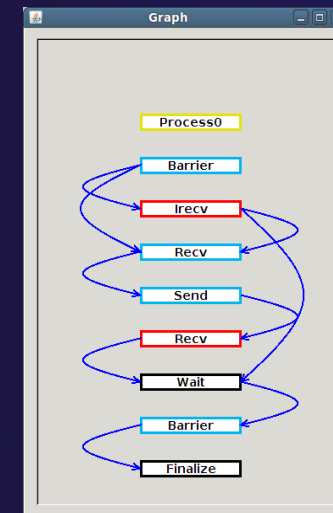 Graph
Process0
Barrier
Irecv
Recv
Send
Recv
Wait
Barrier
Finalize